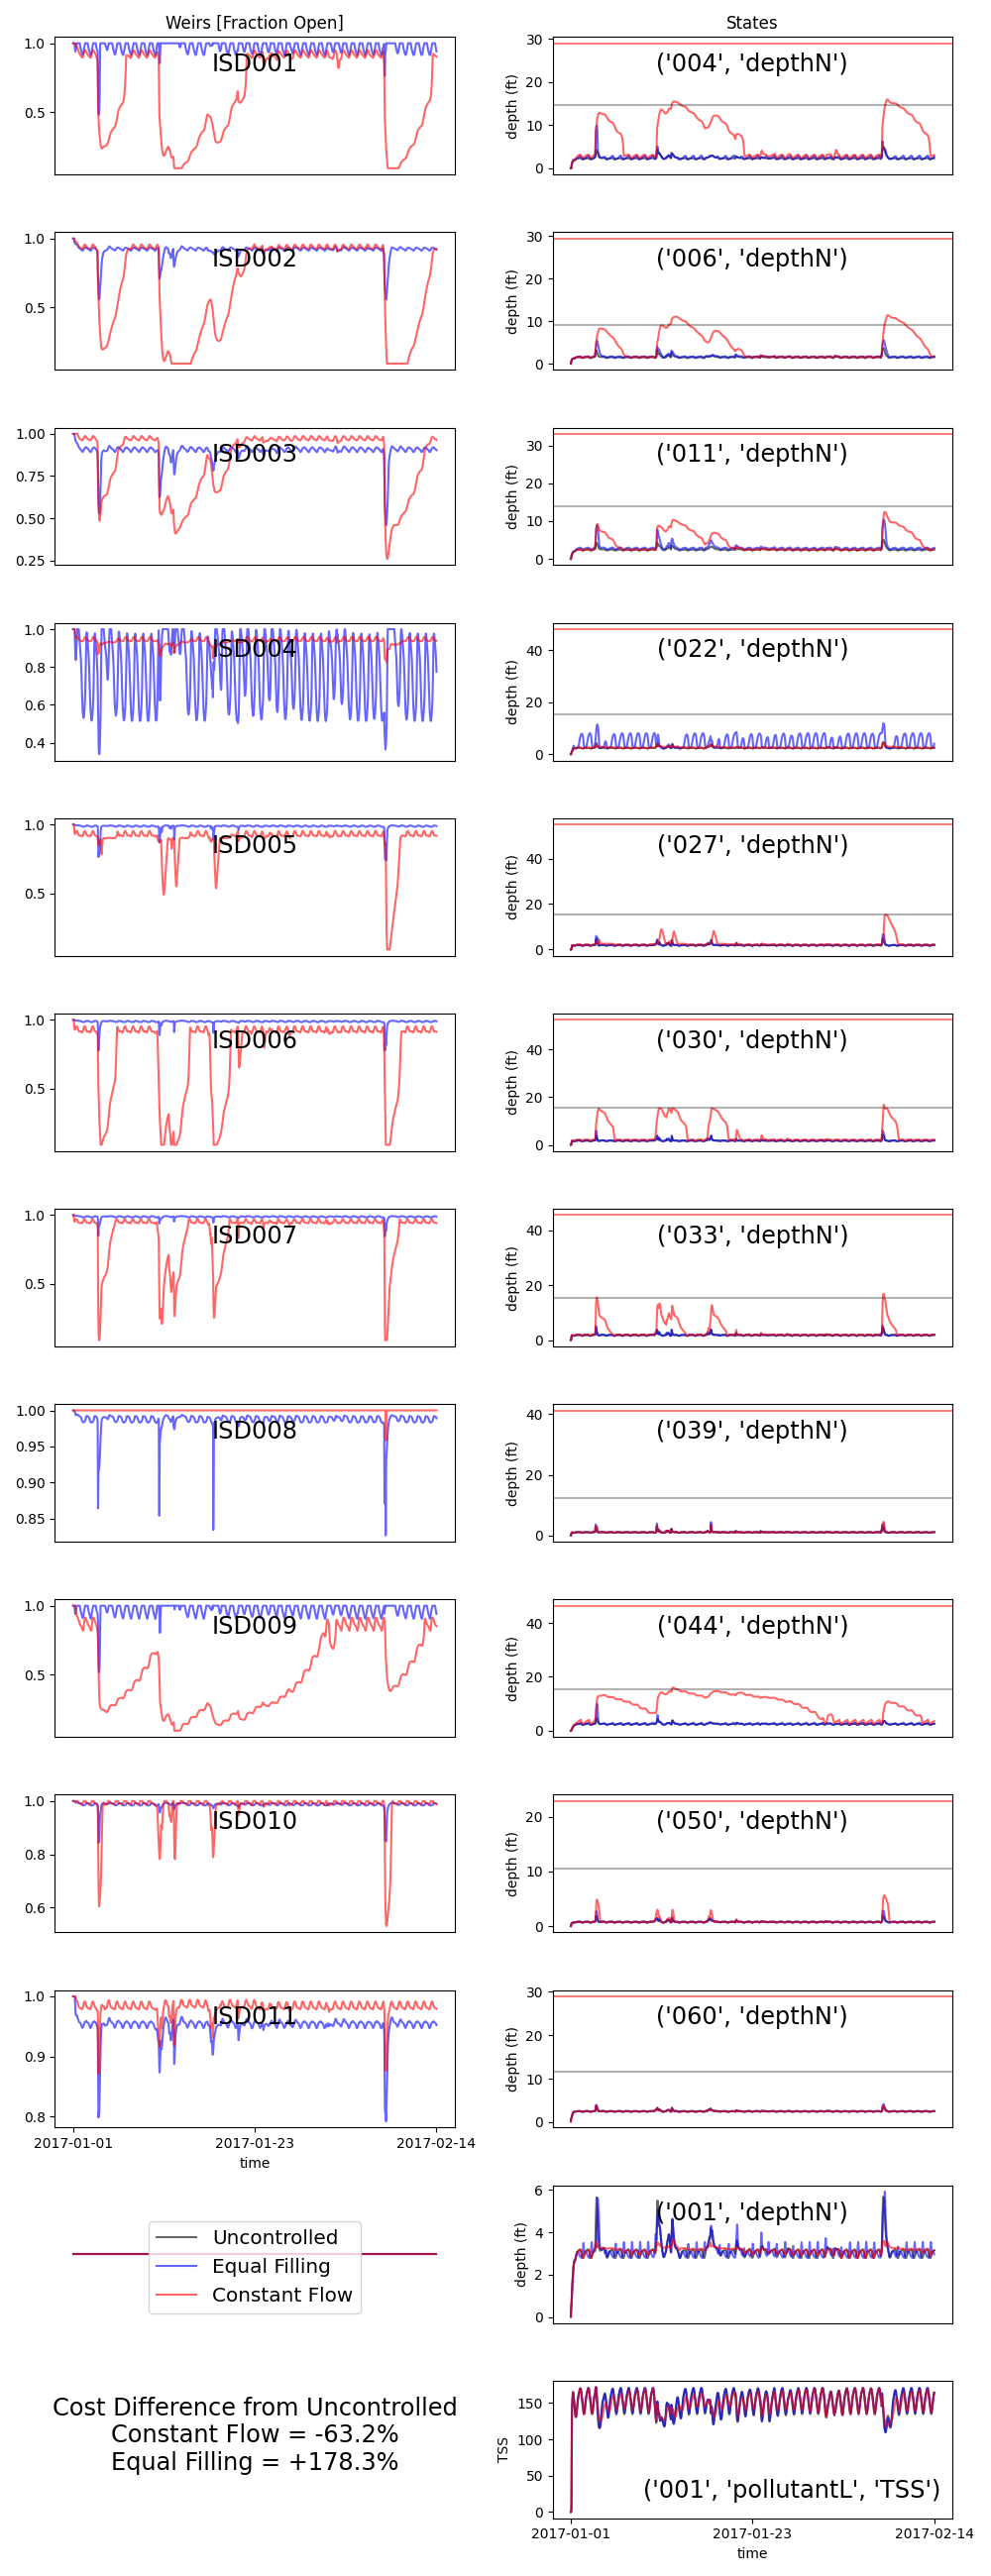 Weirs [Fraction Open]
States
1.0
0.5
ISD001
30
20
10
0
depth (ft)
('004', 'depthN')
1.0
0.5
ISD002
30
20
10
0
depth (ft)
('006', 'depthN')
1.00
0.75
0.50
0.25
ISD003
30
20
10
0
depth (ft)
('011', 'depthN')
1.0
0.8
0.6
0.4
ISD004
40
20
0
depth (ft)
('022', 'depthN')
1.0
0.5
ISD005
40
20
0
depth (ft)
('027', 'depthN')
1.0
0.5
ISD006
40
20
0
depth (ft)
('030', 'depthN')
1.0
0.5
ISD007
40
20
0
depth (ft)
('033', 'depthN')
1.00
0.95
0.90
0.85
ISD008
40
20
0
depth (ft)
('039', 'depthN')
1.0
0.5
ISD009
40
20
0
depth (ft)
('044', 'depthN')
1.0
0.8
0.6
ISD010
20
10
0
depth (ft)
('050', 'depthN')
1.0
0.9
0.8
ISD011
2017-01-01
2017-01-23
2017-02-14
time
30
20
10
0
depth (ft)
('060', 'depthN')
Uncontrolled
Equal Filling
Constant Flow
6
4
2
0
depth (ft)
('001', 'depthN')
Cost Difference from Uncontrolled
Constant Flow = -63.2%
Equal Filling = +178.3%
150
100
50
0
TSS
('001', 'pollutantL', 'TSS')
2017-01-01
2017-01-23
2017-02-14
time